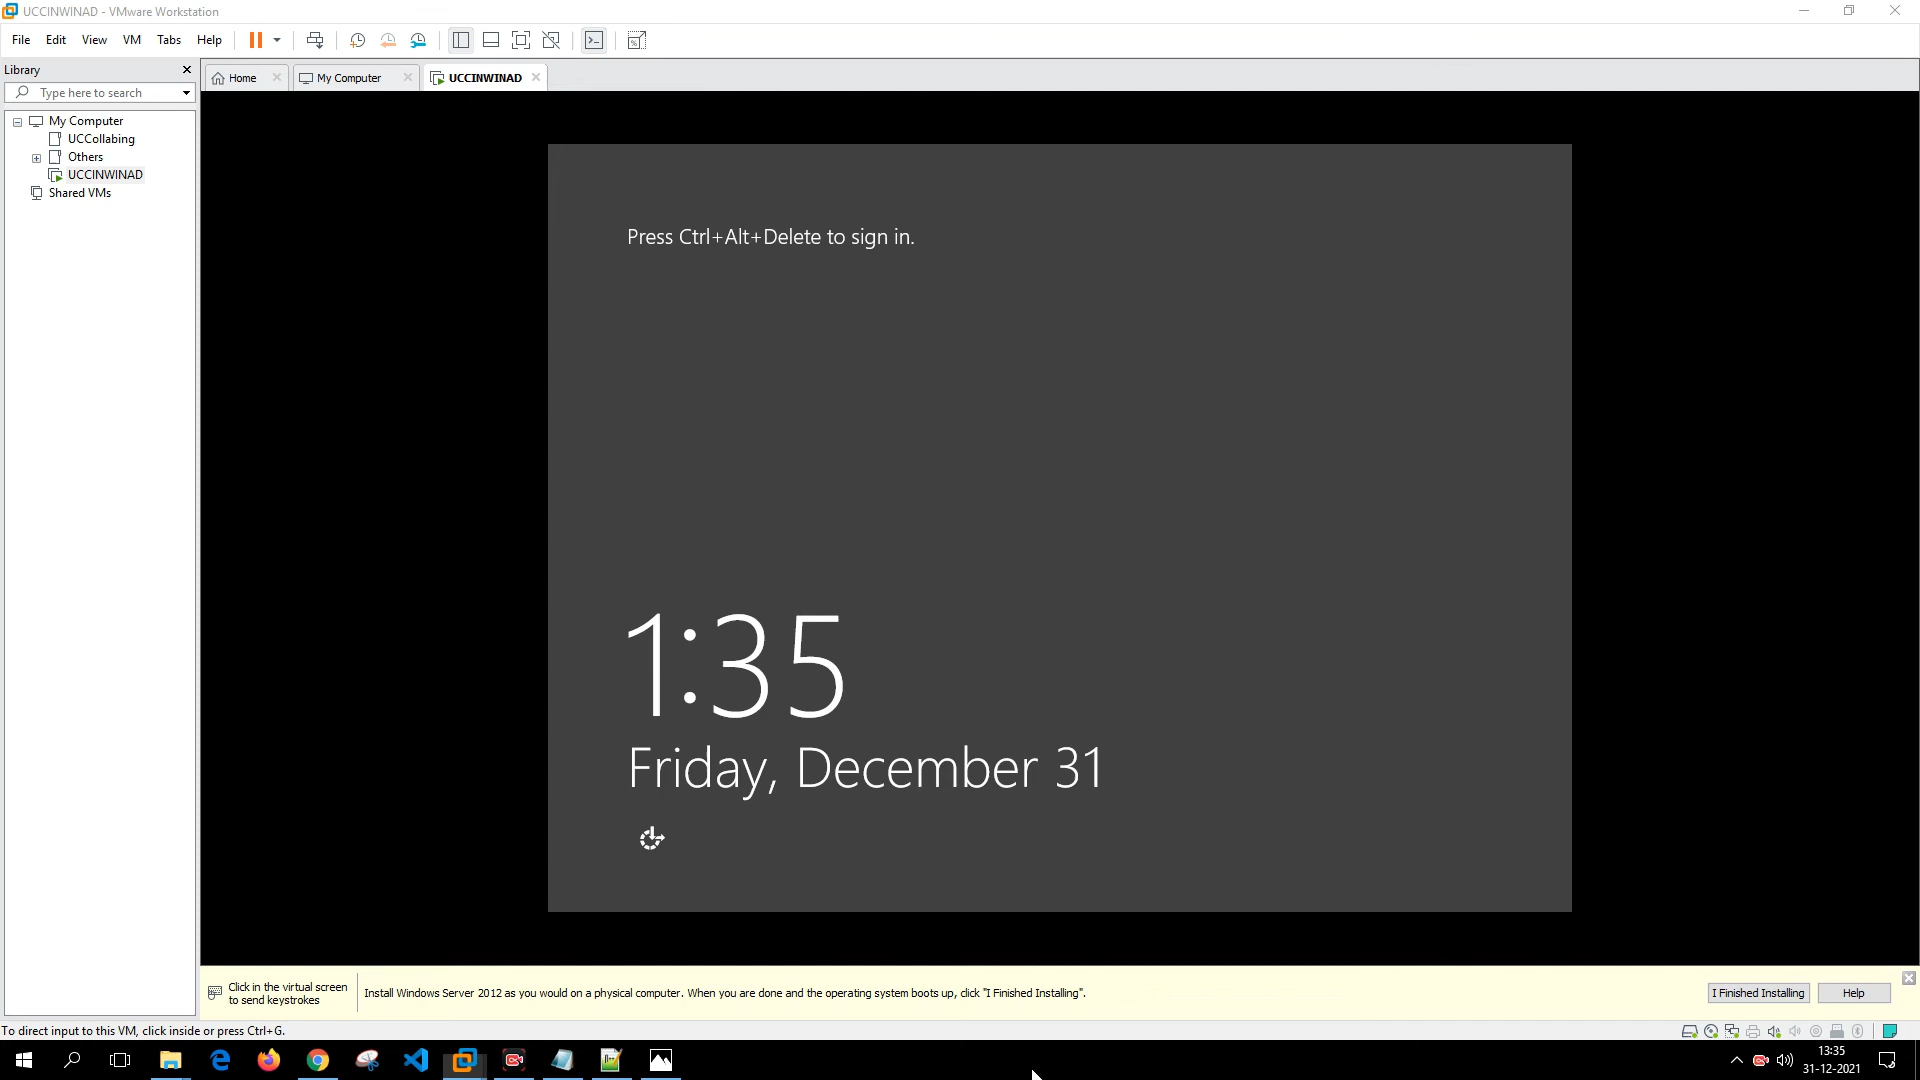 UCCINWINAD - VMware Workstation
File Edit View VM Tabs Help
Library
Home
My Computer
UCCINWINAD
Type here to search
My Computer
UCCollabing
Others
UCCINWINAD
Shared VMs
Press Ctrl+Alt+Delete to sign in.
1:35
Friday, December 31
Click in the virtual screen
to send keystrokes
Install Windows Server 2012 as you would on a physical computer. When you are done and the operating system boots up, click "I Finished Installing".
I Finished Installing
Help
To direct input to this VM, click inside or press Ctrl+G.
13:35
31-12-2021